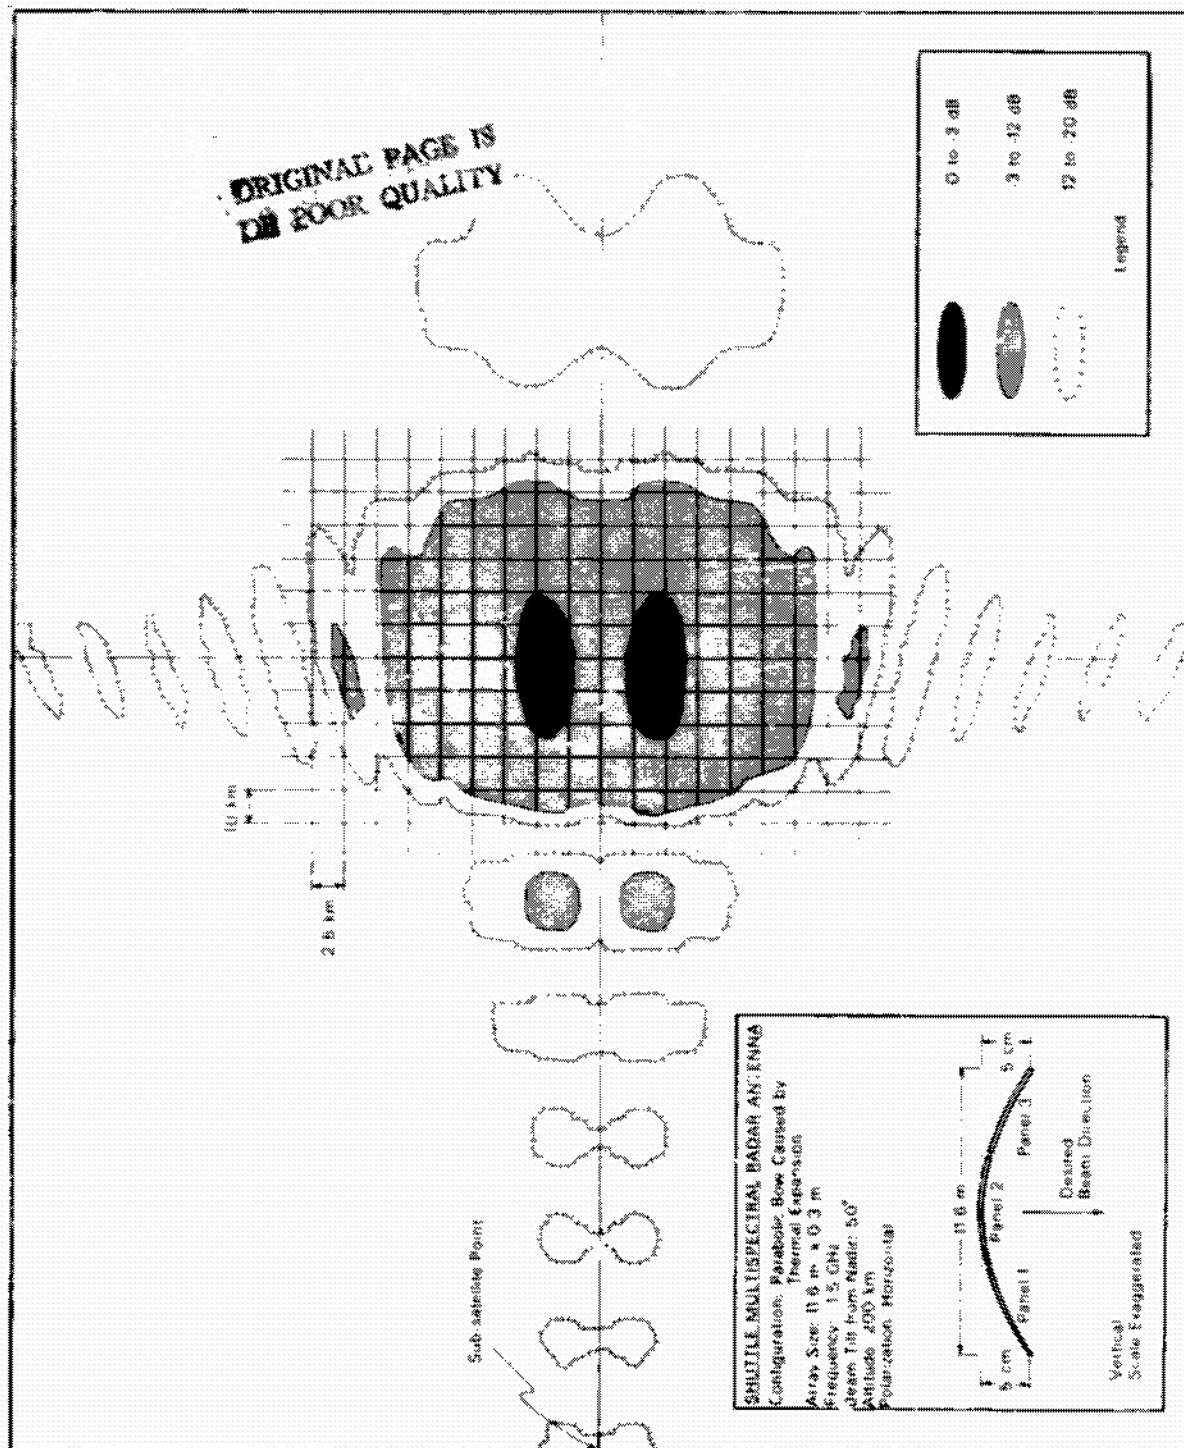 ORIGINAL PAGE IS
POOR QUALITY
0 to -3 dB
-3 to -12 dB
12 to -20 dB
Legend
10 km
2.5 km
Sub-satellite Point
SHUTTLE MULTISPECTRAL RADAR ANTENNA
Configuration: Parabolic Bow Caused by
Thermal Expansion
Array Size: 11.6 m x 0.3 m
Frequency: 1.5 GHz
Beam Tilt from Nadir: 50°
Altitude: 200 km
Polarization: Horizontal
11.6 m
5 cm
5 cm
Panel 1
Panel 2
Panel 3
Desired
Beam Direction
Vertical
Scale Exaggerated